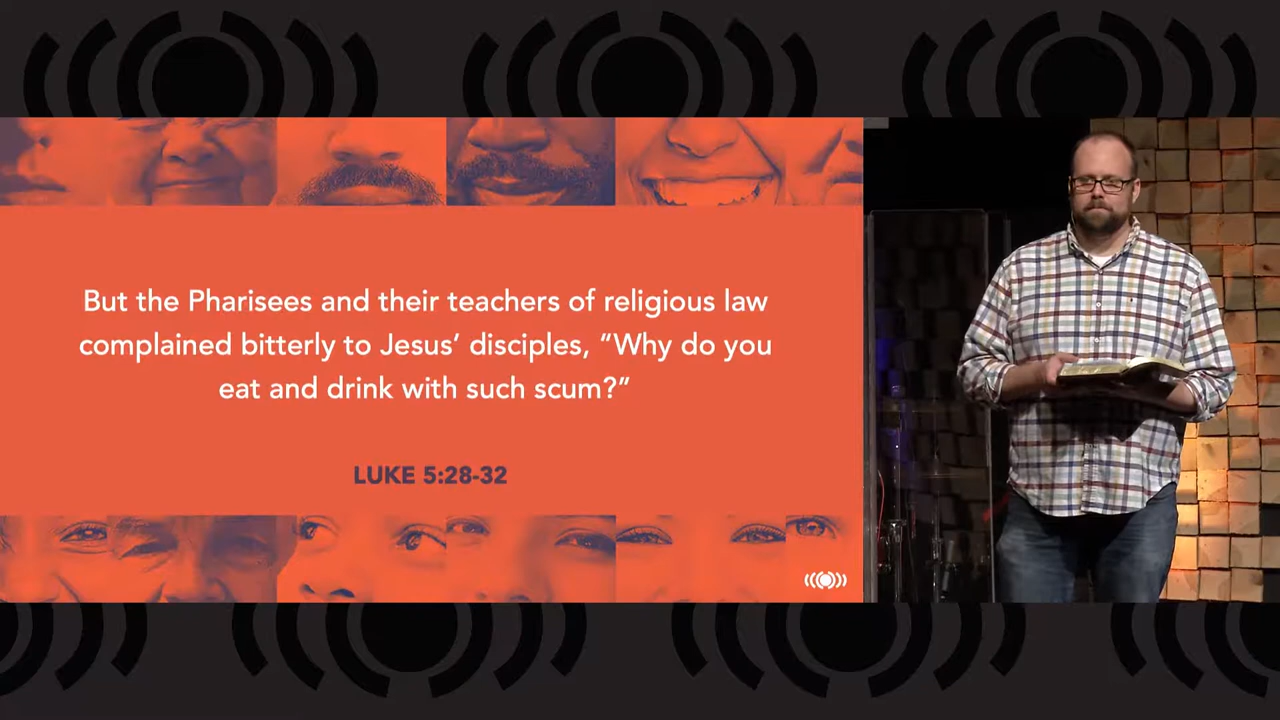 But the Pharisees and their teachers of religious law
complained bitterly to Jesus’ disciples, “Why do you
eat and drink with such scum?”
LUKE 5:28-32